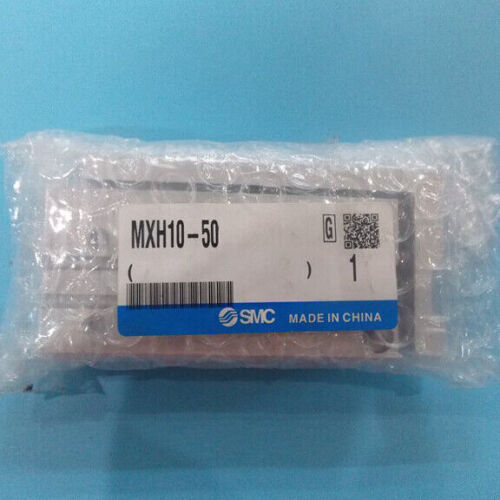 MXH10-50
G
( ) 1
SMC MADE IN CHINA